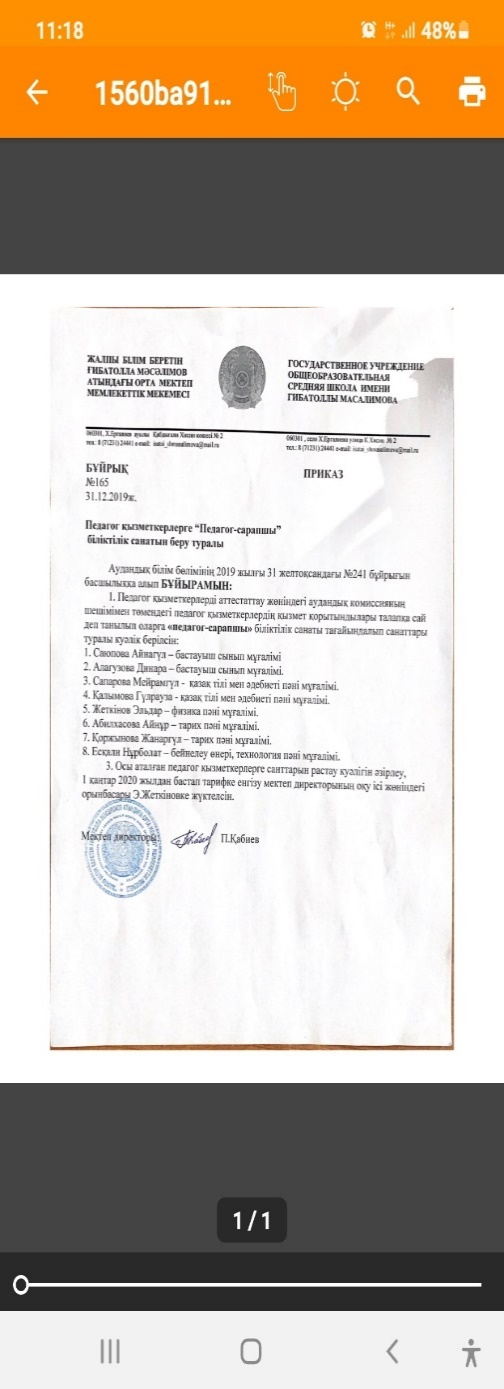 11:18
48%
1560ba91...
ЖАЛПЫ БІЛІМ БЕРЕТІН
ҒИБАТОЛЛА МӘСӘЛІМОВ
АТЫНДАҒЫ ОРТА МЕКТЕП
МЕМЛЕКЕТТІК МЕКЕМЕСІ
ГОСУДАРСТВЕННОЕ УЧРЕЖДЕНИЕ
ОБЩЕОБРАЗОВАТЕЛЬНАЯ
СРЕДНЯЯ ШКОЛА ИМЕНИ
ГИБАТОЛЛЫ МАСАЛИМОВА
БҰЙРЫҚ
ПРИКАЗ
№165
31.12.2019ж.
Педагог қызметкерлерге “Педагог-сарапшы”
біліктілік санатын беру туралы
Аудандық білім бөлімінің 2019 жылғы 31 желтоқсандағы №241 бұйрығын
басшылыққа алып БҰЙЫРАМЫН:
1. Педагог қызметкерлерді аттестаттау жөніндегі аудандық комиссияның
шешімімен төмендегі педагог қызметкерлердің қызмет қорытындылары талапқа сай
деп танылып оларға «педагог-сарапшы» біліктілік санаты тағайындалып санаттары
туралы куәлік берілсін:
1. Саюпова Айнагул – бастауыш сынып мұғалімі
2. Алагузова Динара – бастауыш сынып мұғалімі.
3. Сапарова Мейрамгүл - қазақ тілі мен әдебиеті пәні мұғалімі.
4. Қалымова Гүлрауза - қазақ тілі мен әдебиеті пәні мұғалімі.
5. Жеткінов Эльдар – физика пәні мұғалімі.
6. Абилхасова Айнұр – тарих пәні мұғалімі.
7. Қоржынова Жанаргүл – тарих пәні мұғалімі.
8. Есқали Нұрболат – бейнелеу өнері, технология пәні мұғалімі.
3. Осы аталған педагог қызметкерлерге санттарын растау куәлігін әзірлеу,
1 қаңтар 2020 жылдан бастап тарифке енгізу мектеп директорының оқу ісі жөніндегі
орынбасары Э.Жеткіновке жүктелсін.
Мектеп директоры:
П.Қабиев
1/1